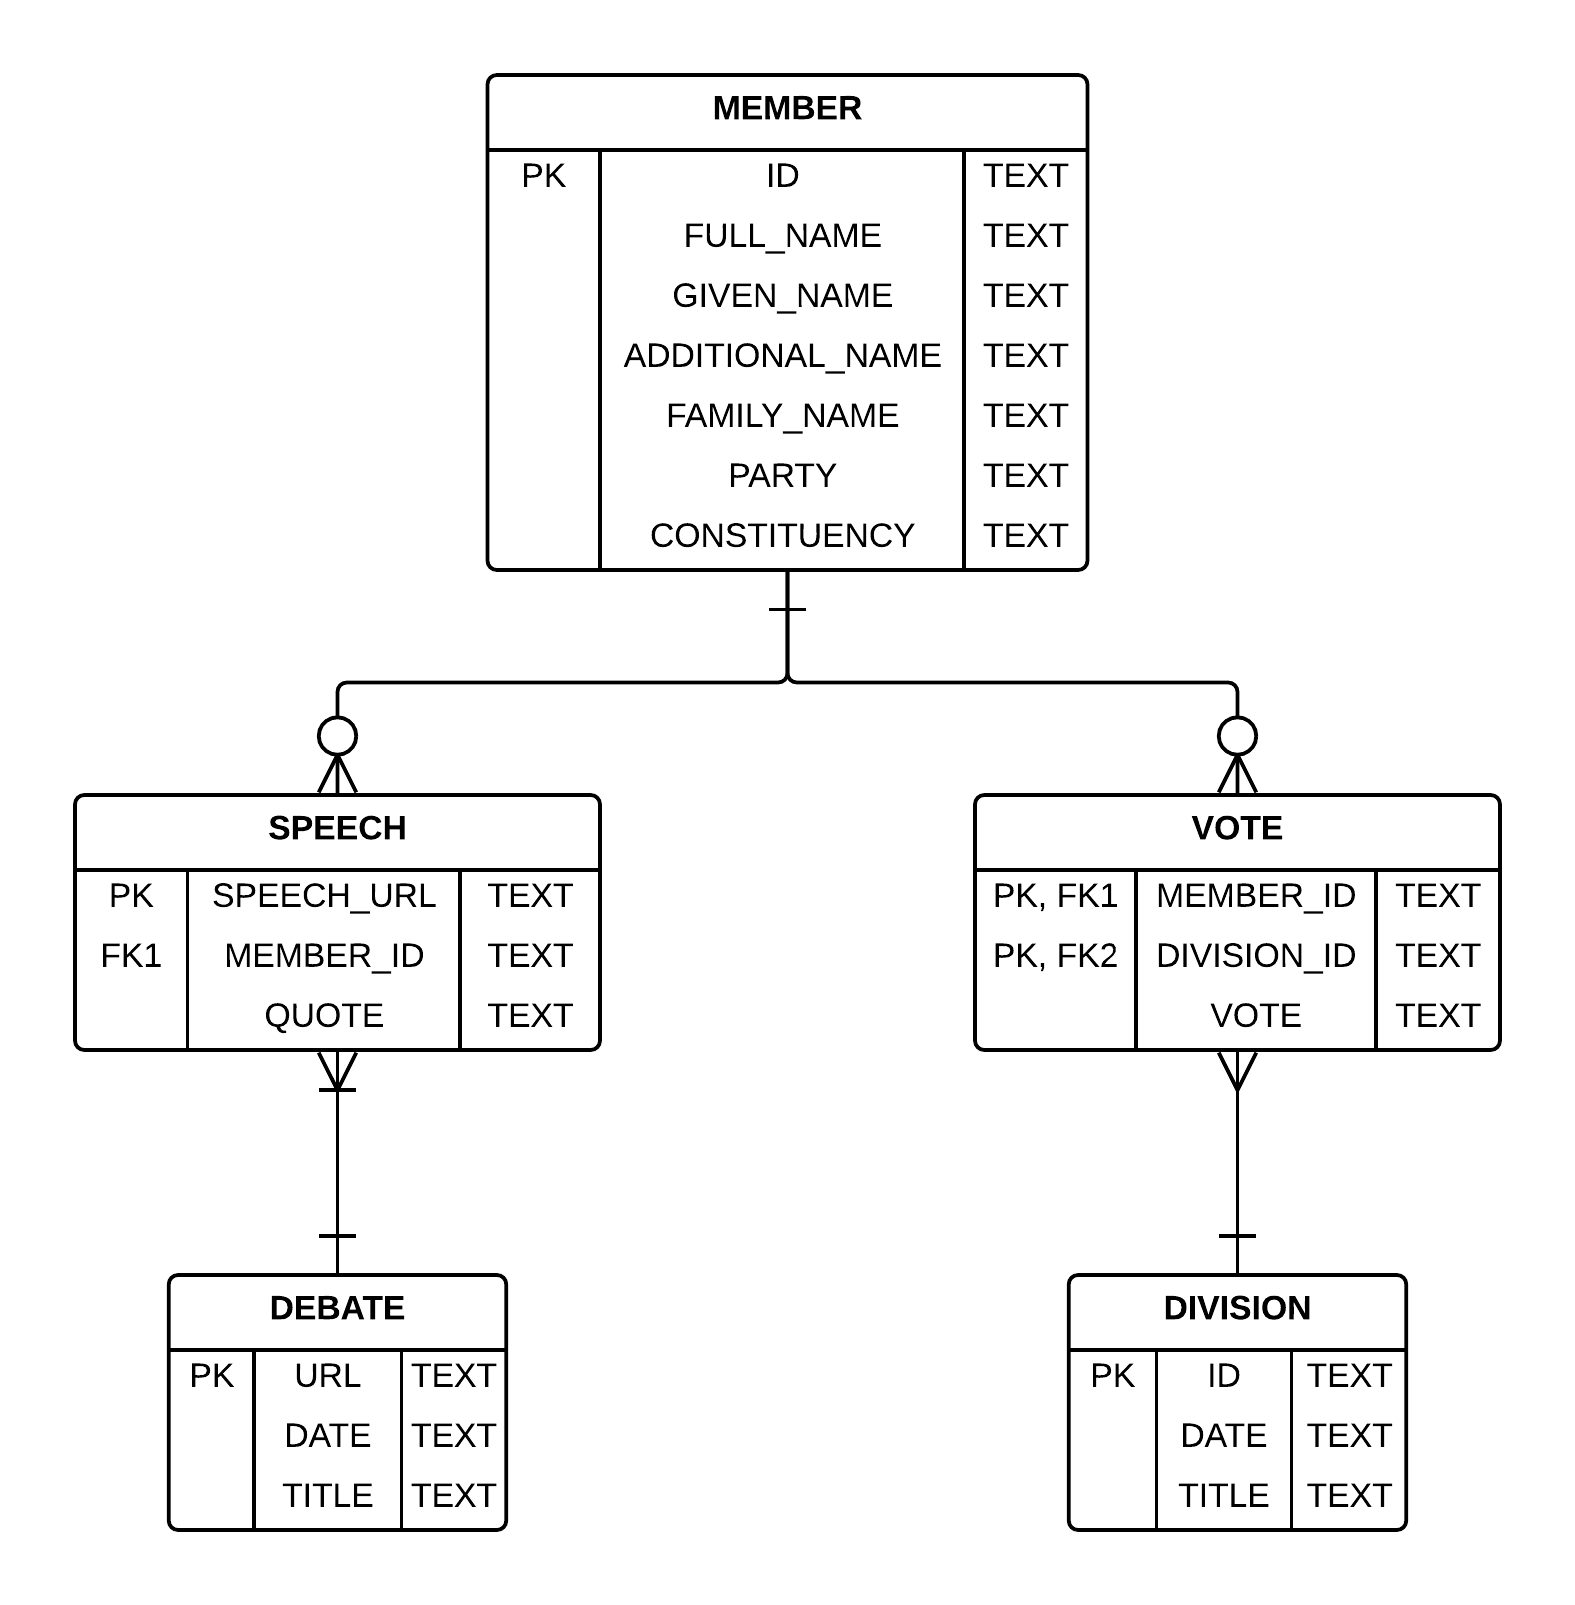 MEMBER
PK ID TEXT
FULL_NAME TEXT
GIVEN_NAME TEXT
ADDITIONAL_NAME TEXT
FAMILY_NAME TEXT
PARTY TEXT
CONSTITUENCY TEXT
SPEECH
PK SPEECH_URL TEXT
FK1 MEMBER_ID TEXT
QUOTE TEXT
VOTE
PK, FK1 MEMBER_ID TEXT
PK, FK2 DIVISION_ID TEXT
VOTE TEXT
DEBATE
PK URL TEXT
DATE TEXT
TITLE TEXT
DIVISION
PK ID TEXT
DATE TEXT
TITLE TEXT